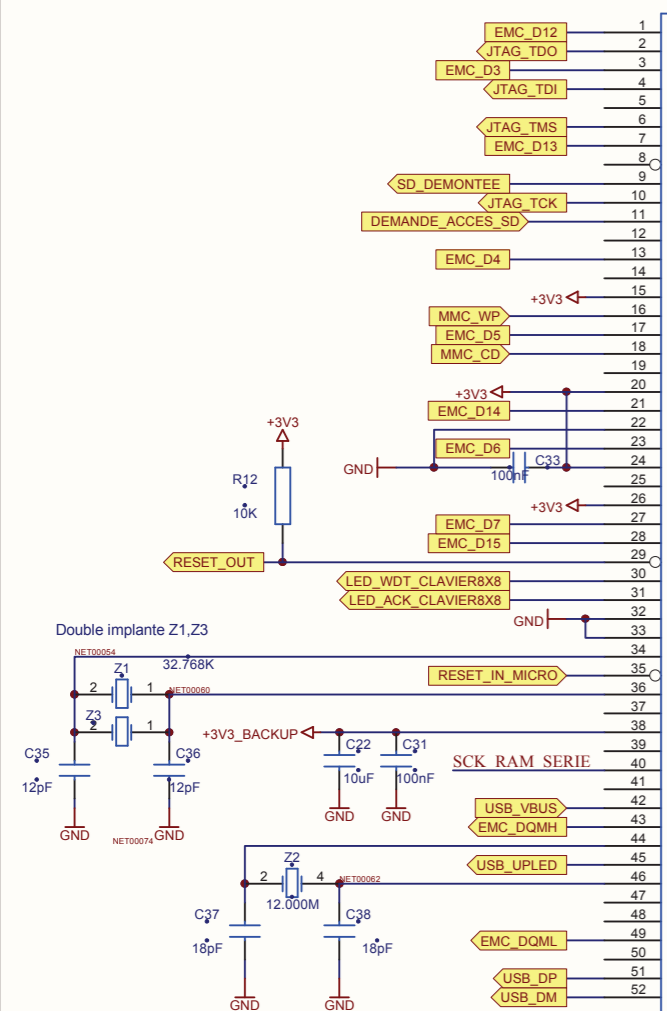 EMC_D12 1
JTAG_TDO 2
EMC_D3 3
JTAG_TDI 4
5
JTAG_TMS 6
EMC_D13 7
8
SD_DEMONTEE 9
JTAG_TCK 10
DEMANDE_ACCES_SD 11
12
EMC_D4 13
14
+3V3 15
MMC_WP 16
EMC_D5 17
MMC_CD 18
19
+3V3 20
EMC_D14 21
22
+3V3
EMC_D6 23
GND C33 24
100nF
25
R12
+3V3 26
10K
EMC_D7 27
EMC_D15 28
RESET_OUT 29
LED_WDT_CLAVIER8X8 30
LED_ACK_CLAVIER8X8 31
GND 32
Double implante Z1,Z3
33
NET00054 34
32.768K
RESET_IN_MICRO 35
Z1
2 1 NET00060 36
37
Z3
2 1 +3V3_BACKUP 38
C35 C36 C22 C31 39
SCK RAM SERIE 40
12pF 12pF 10uF 100nF
41
USB_VBUS 42
GND GND GND GND
EMC_DQMH 43
NET00074
44
Z2
USB_UPLED 45
2 4 NET00062 46
12.000M
47
C37 C38 48
18pF 18pF
EMC_DQML 49
50
USB_DP 51
USB_DM 52
GND GND